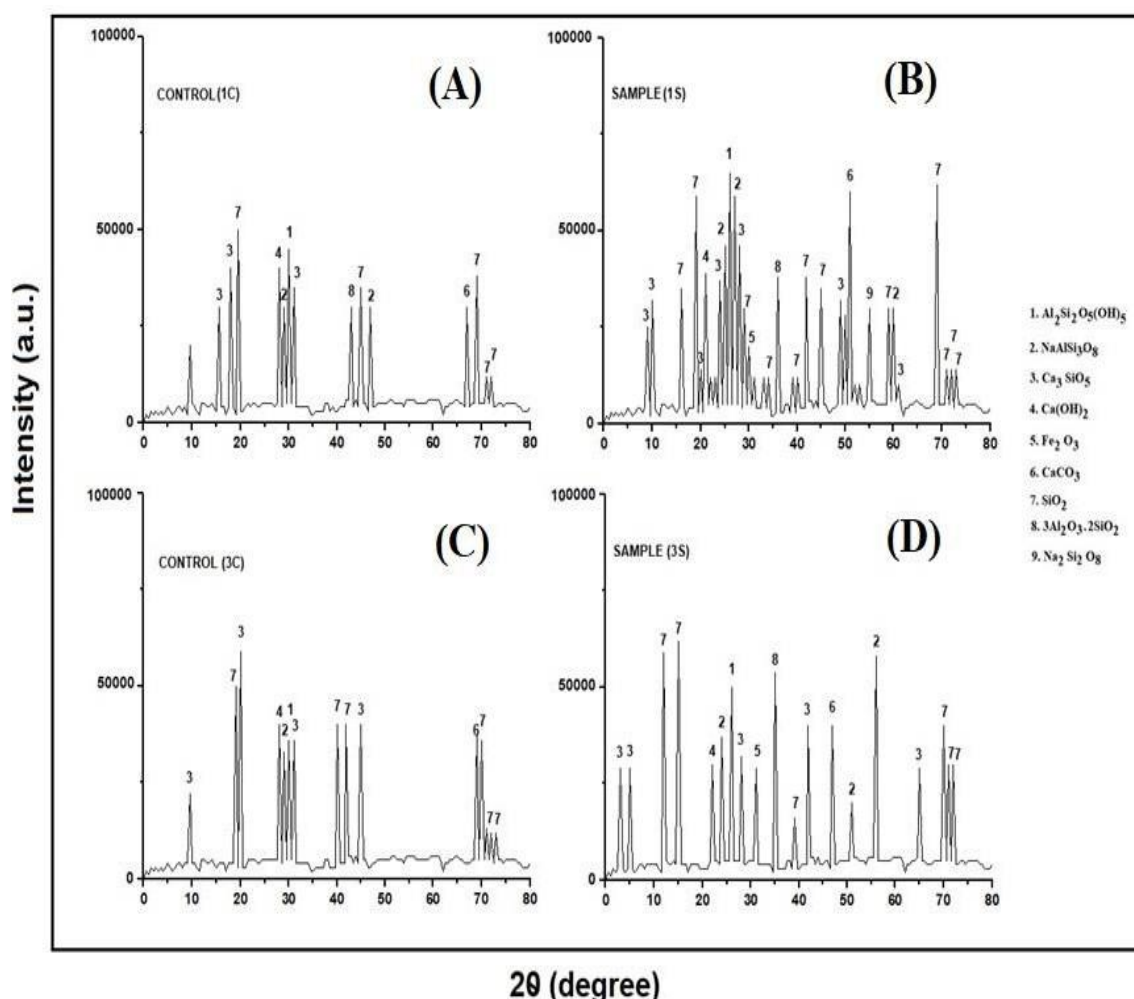 Intensity (a.u.)
100000
50000
0
CONTROL (1C)
(A)
3 3 7 4 2 1 3 8 7 2 6 7 7 7
0 10 20 30 40 50 60 70 80
100000
50000
0
SAMPLE (1S)
(B)
3 3 7 7 3 4 3 2 1 2 3 7 5 7 8 7 7 7 3 6 9 7 2 3 7 7 7 7
0 10 20 30 40 50 60 70 80
100000
50000
0
CONTROL (3C)
(C)
3 7 3 4 2 1 3 7 7 3 6 7 7 7
0 10 20 30 40 50 60 70 80
100000
50000
0
SAMPLE (3S)
(D)
3 3 7 7 4 2 1 3 5 8 7 3 6 2 2 3 7 7 7
0 10 20 30 40 50 60 70 80
1. Al₂Si₂O₅(OH)₅
2. NaAlSi₃O₈
3. Ca₃ SiO₅
4. Ca(OH)₂
5. Fe₂ O₃
6. CaCO₃
7. SiO₂
8. 3Al₂O₃.2SiO₂
9. Na₂ Si₂ O₈
2θ (degree)